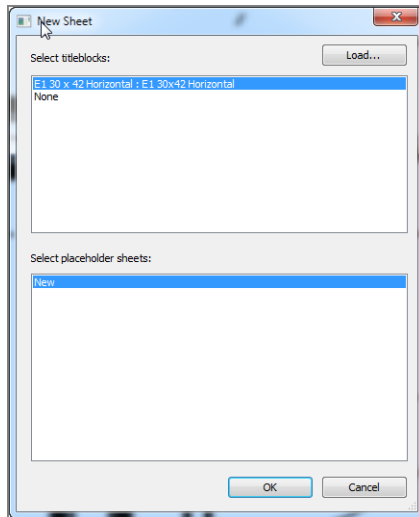 New Sheet
Select titleblocks:
Load...
E1 30 x 42 Horizontal : E1 30x42 Horizontal
None
Select placeholder sheets:
New
OK
Cancel